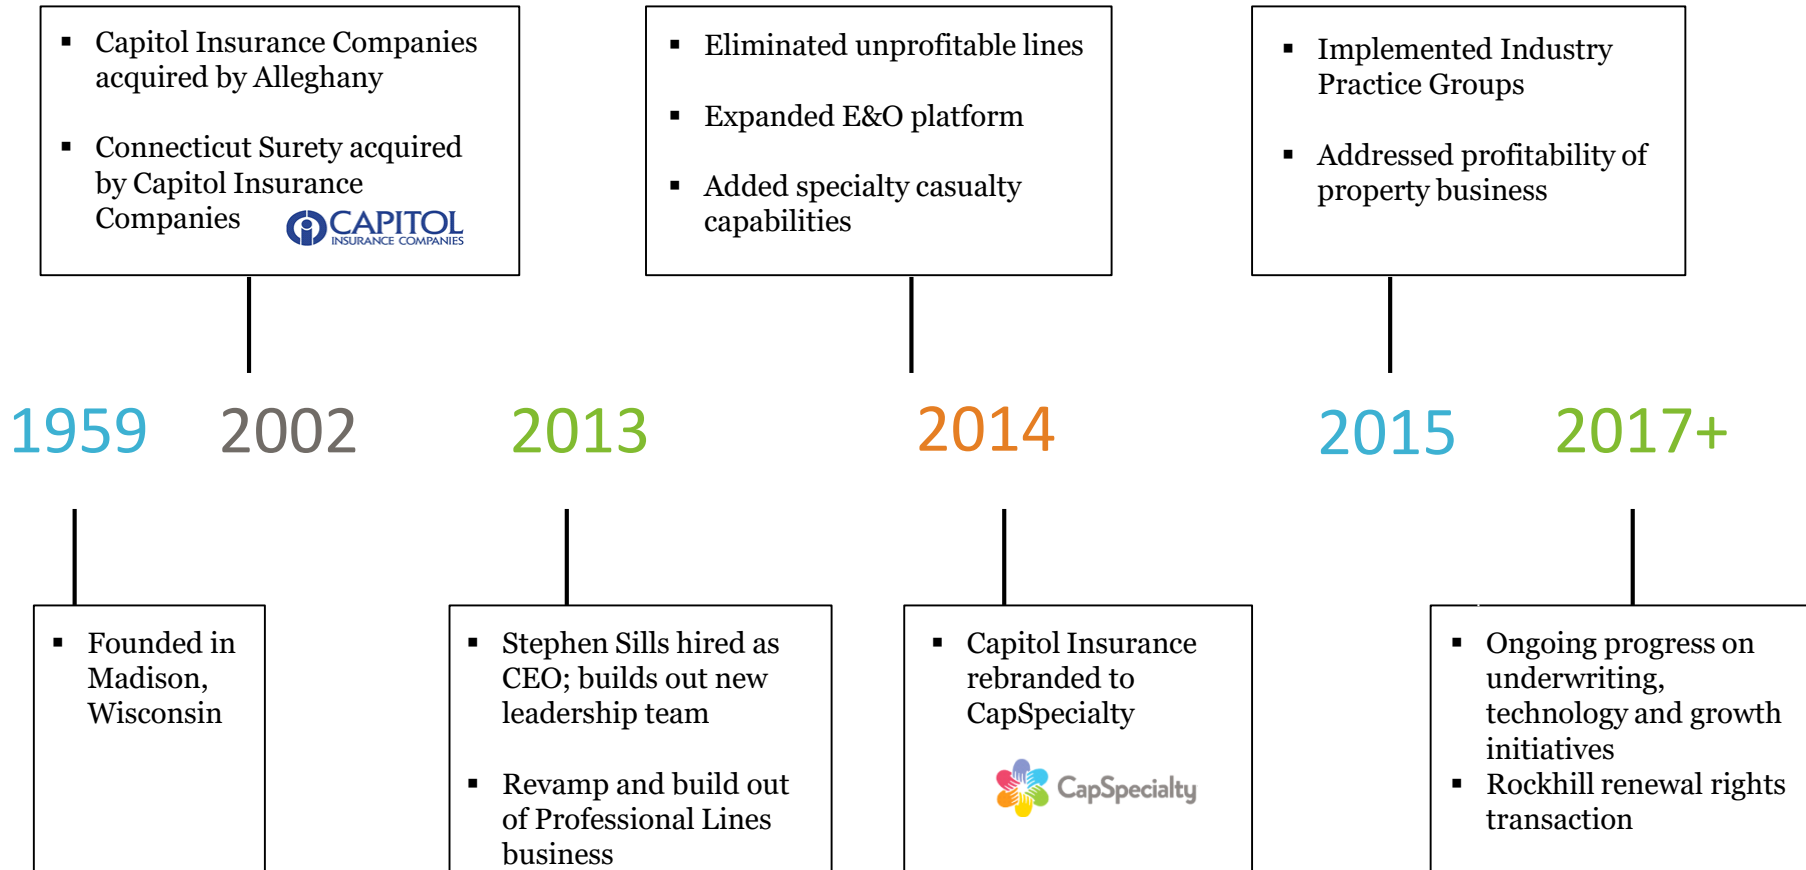 ▪ Capitol Insurance Companies
acquired by Alleghany
▪ Connecticut Surety acquired
by Capitol Insurance
Companies
CAPITOL
INSURANCE COMPANIES
▪ Eliminated unprofitable lines
▪ Expanded E&O platform
▪ Added specialty casualty
capabilities
▪ Implemented Industry
Practice Groups
▪ Addressed profitability of
property business
1959 2002 2013 2014 2015 2017+
▪ Founded in
Madison,
Wisconsin
▪ Stephen Sills hired as
CEO; builds out new
leadership team
▪ Revamp and build out
of Professional Lines
business
▪ Capitol Insurance
rebranded to
CapSpecialty
CapSpecialty
▪ Ongoing progress on
underwriting,
technology and growth
initiatives
▪ Rockhill renewal rights
transaction